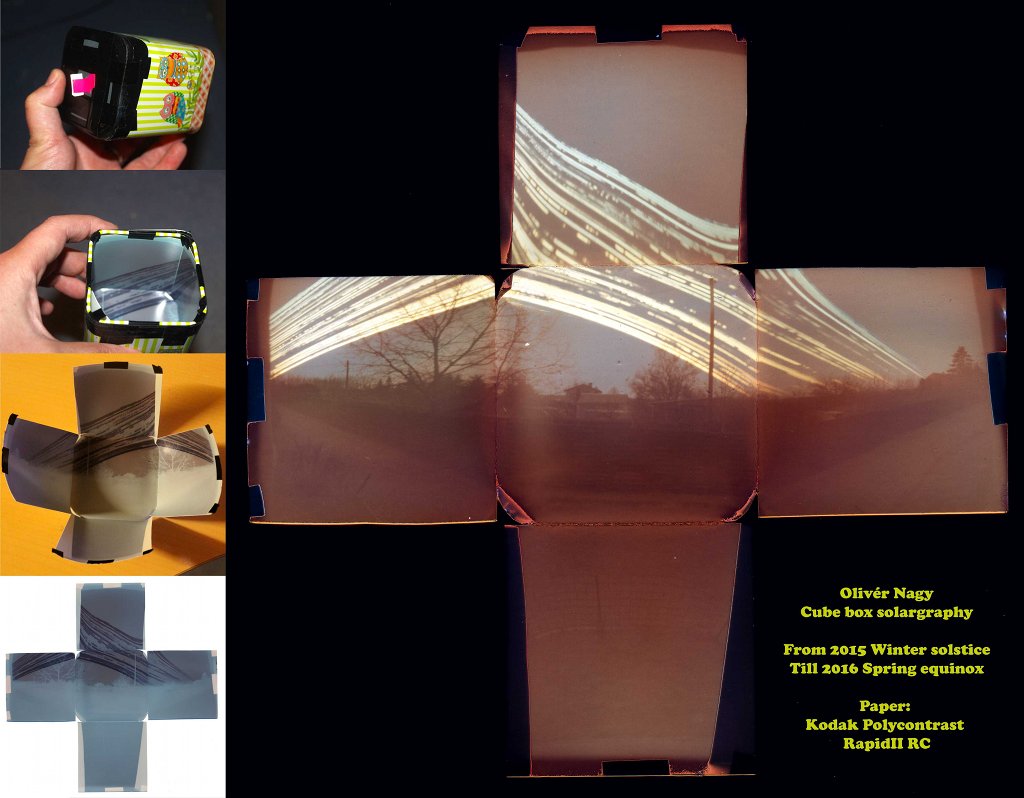 Olivér Nagy
Cube box solargraphy
From 2015 Winter solstice
Till 2016 Spring equinox
Paper:
Kodak Polycontrast
RapidII RC